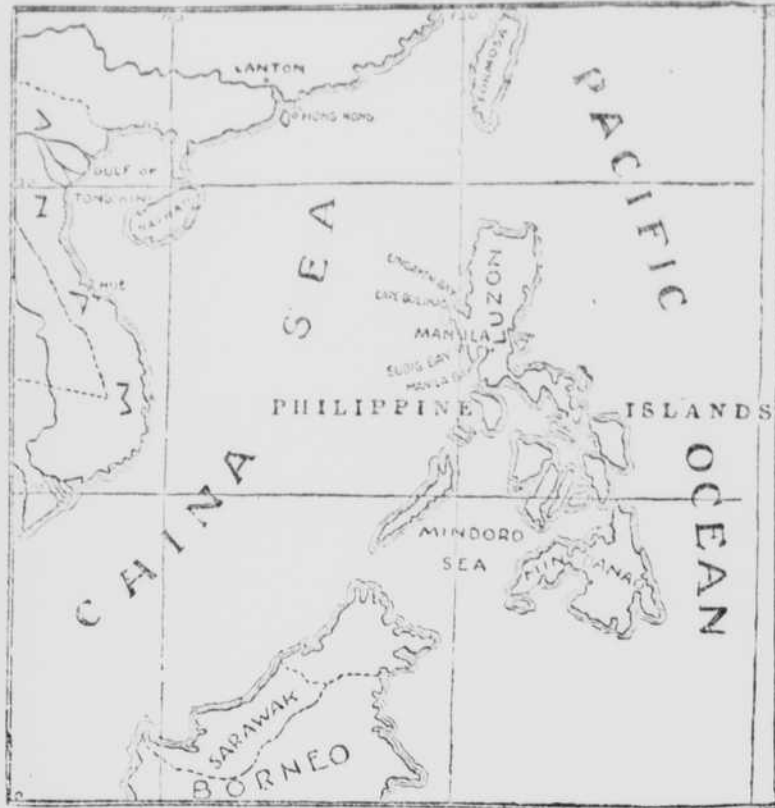 CANTON
HONG KONG
FORMOSA
PACIFIC
GULF OF
HAINAN
CHINA SEA
HUE
LUZON
MANILA
SUBIG BAY
MANILA BAY
PHILIPPINE ISLANDS
OCEAN
MINDORO
SEA
MINDANAO
SARAWAK
BORNEO